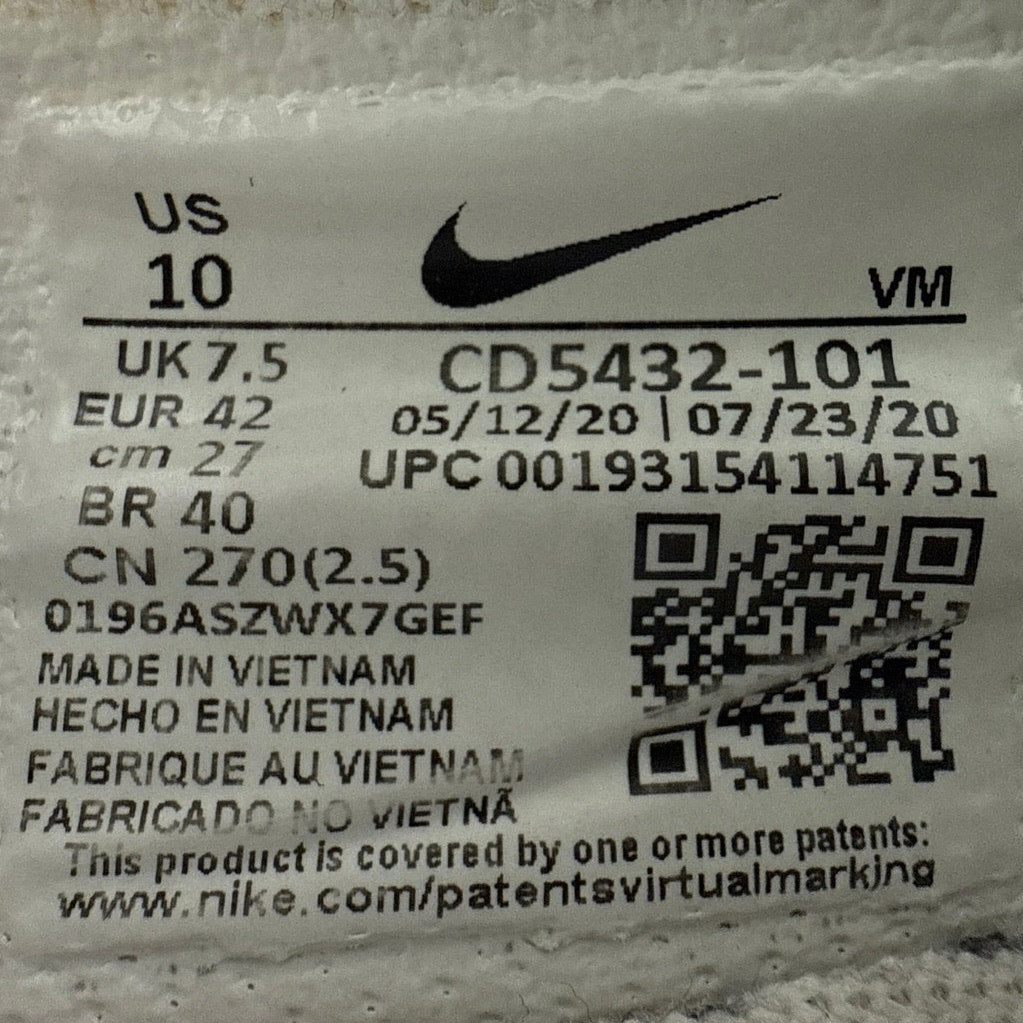 US
10
VM
UK 7.5
EUR 42
cm 27
BR 40
CN 270(2.5)
CD5432-101
05/12/20 | 07/23/20
UPC 00193154114751
0196ASZWX7GEF
MADE IN VIETNAM
HECHO EN VIETNAM
FABRIQUE AU VIETNAM
FABRICADO NO VIETNÃ
This product is covered by one or more patents:
www.nike.com/patentsvirtualmarking